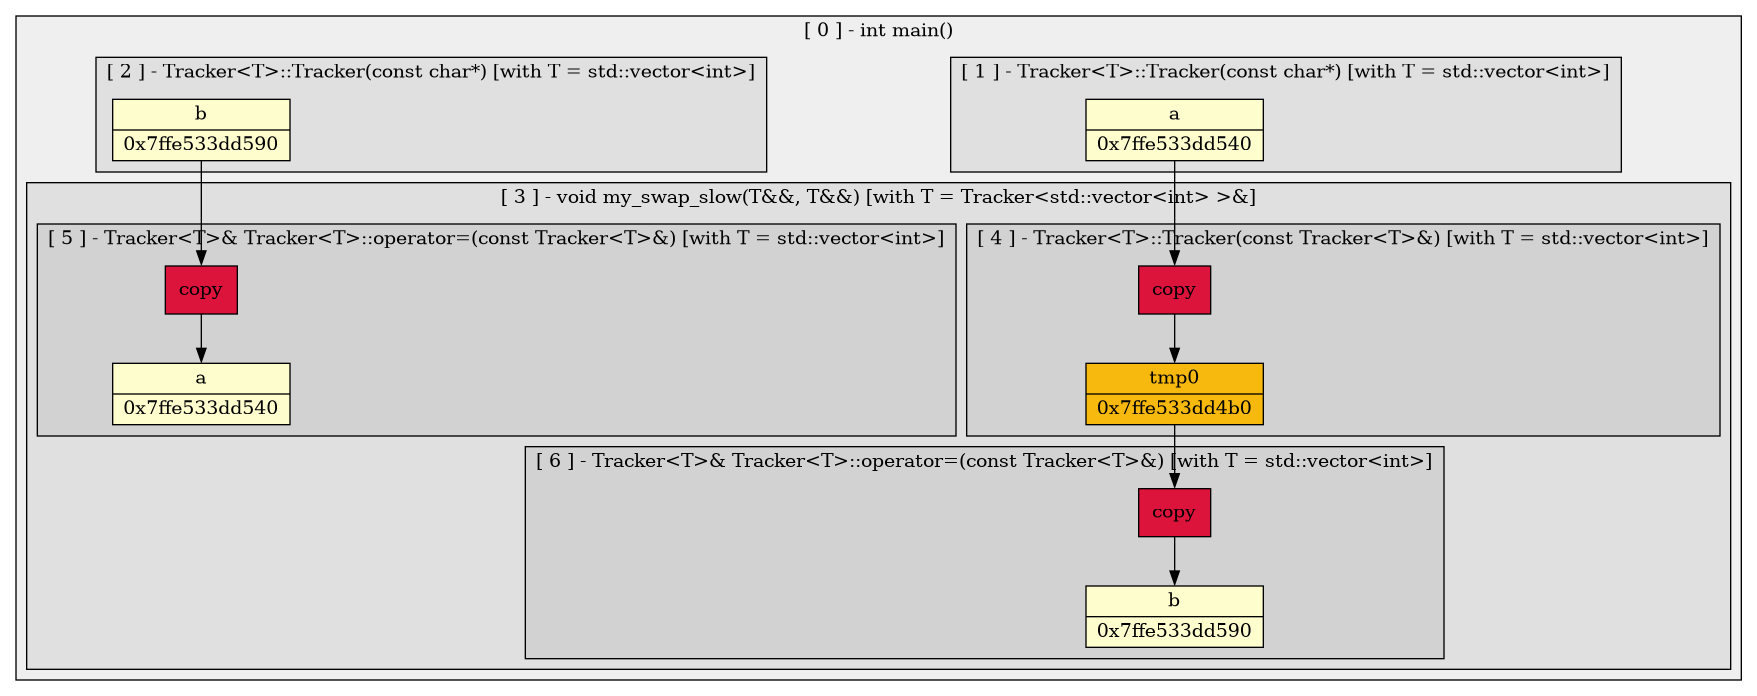 [ 0 ] - int main()
[ 2 ] - Tracker<T>::Tracker(const char*) [with T = std::vector<int>]
b
0x7ffe533dd590
[ 1 ] - Tracker<T>::Tracker(const char*) [with T = std::vector<int>]
a
0x7ffe533dd540
[ 3 ] - void my_swap_slow(T&&, T&&) [with T = Tracker<std::vector<int> >&]
[ 5 ] - Tracker<T>& Tracker<T>::operator=(const Tracker<T>&) [with T = std::vector<int>]
copy
a
0x7ffe533dd540
[ 4 ] - Tracker<T>::Tracker(const Tracker<T>&) [with T = std::vector<int>]
copy
tmp0
0x7ffe533dd4b0
[ 6 ] - Tracker<T>& Tracker<T>::operator=(const Tracker<T>&) [with T = std::vector<int>]
copy
b
0x7ffe533dd590